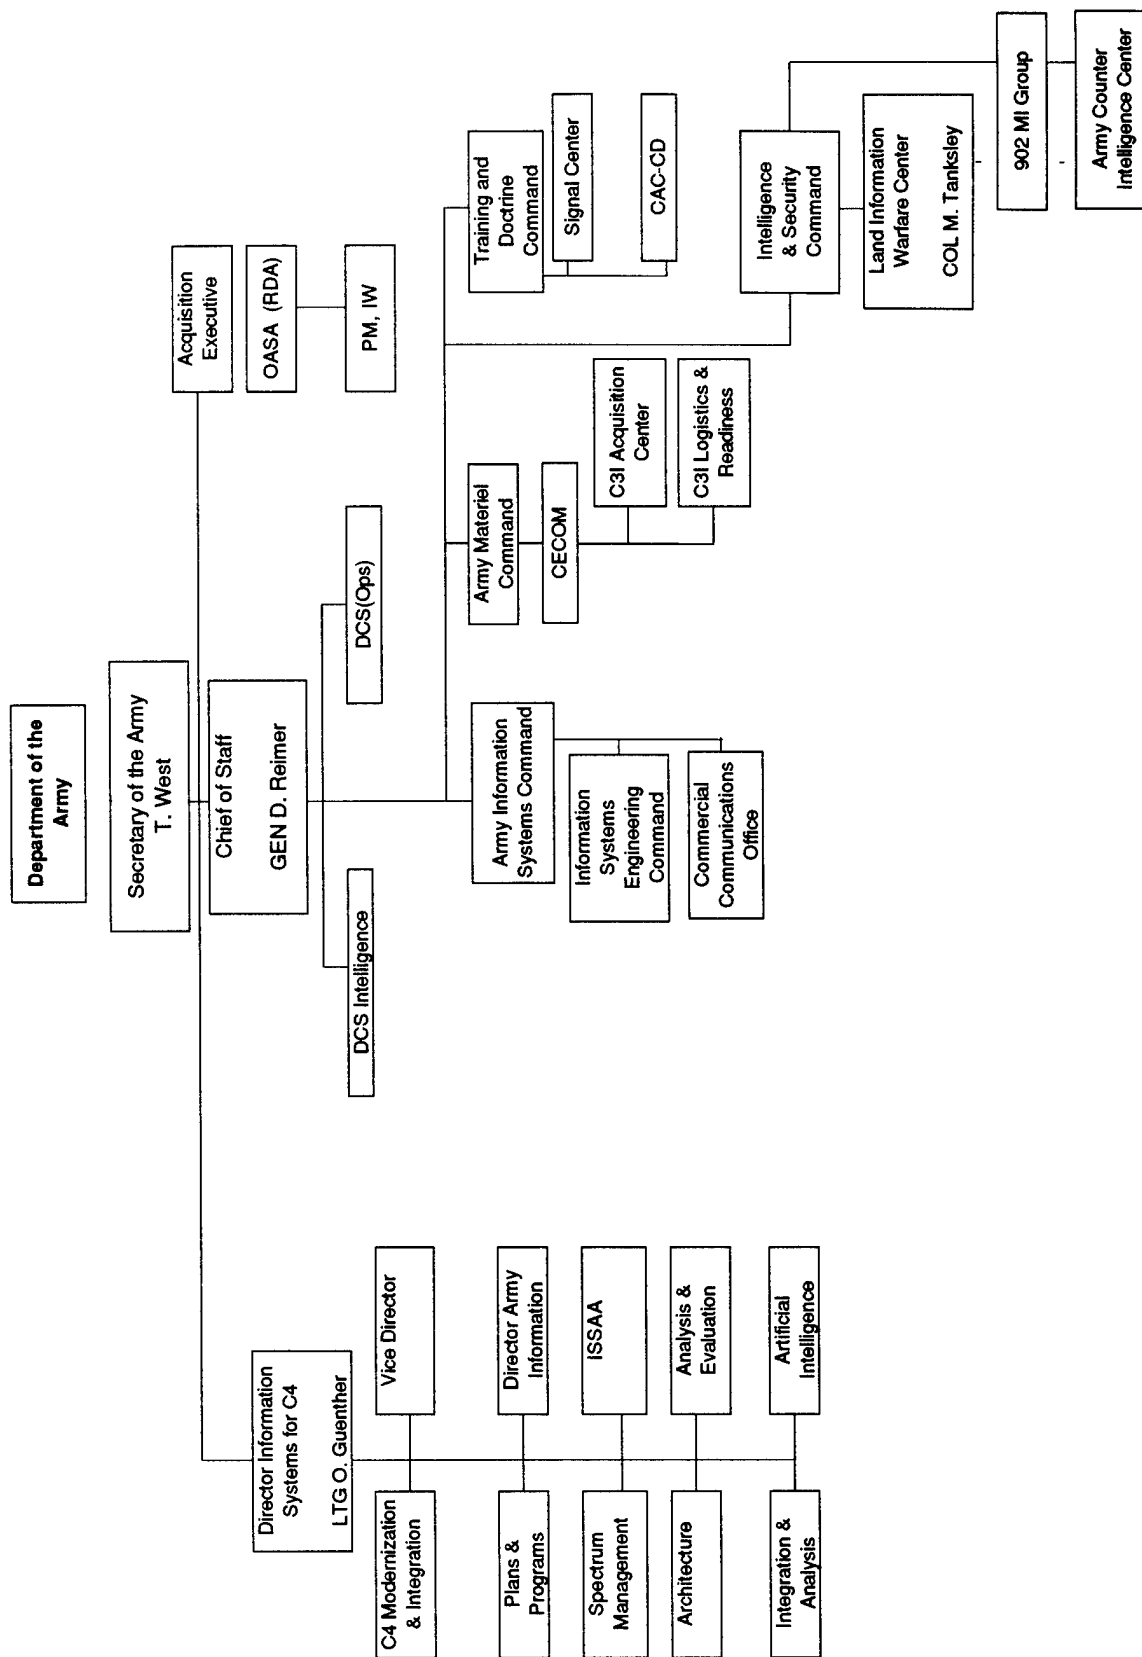 Department of the
Army
Secretary of the Army
T. West
Chief of Staff
GEN D. Reimer
Acquisition
Executive
OASA (RDA)
PM, IW
Director Information
Systems for C4
LTG O. Guenther
C4 Modernization
& Integration
Vice Director
Plans &
Programs
Director Army
Information
Spectrum
Management
ISSAA
Architecture
Analysis &
Evaluation
Integration &
Analysis
Artificial
Intelligence
DCS Intelligence
DCS(Ops)
Army Information
Systems Command
Information
Systems
Engineering
Command
Commercial
Communications
Office
Army Materiel
Command
CECOM
C3I Acquisition
Center
C3I Logistics &
Readiness
Training and
Doctrine
Command
Signal Center
CAC-CD
Intelligence
& Security
Command
Land Information
Warfare Center
COL M. Tanksley
902 MI Group
Army Counter
Intelligence Center